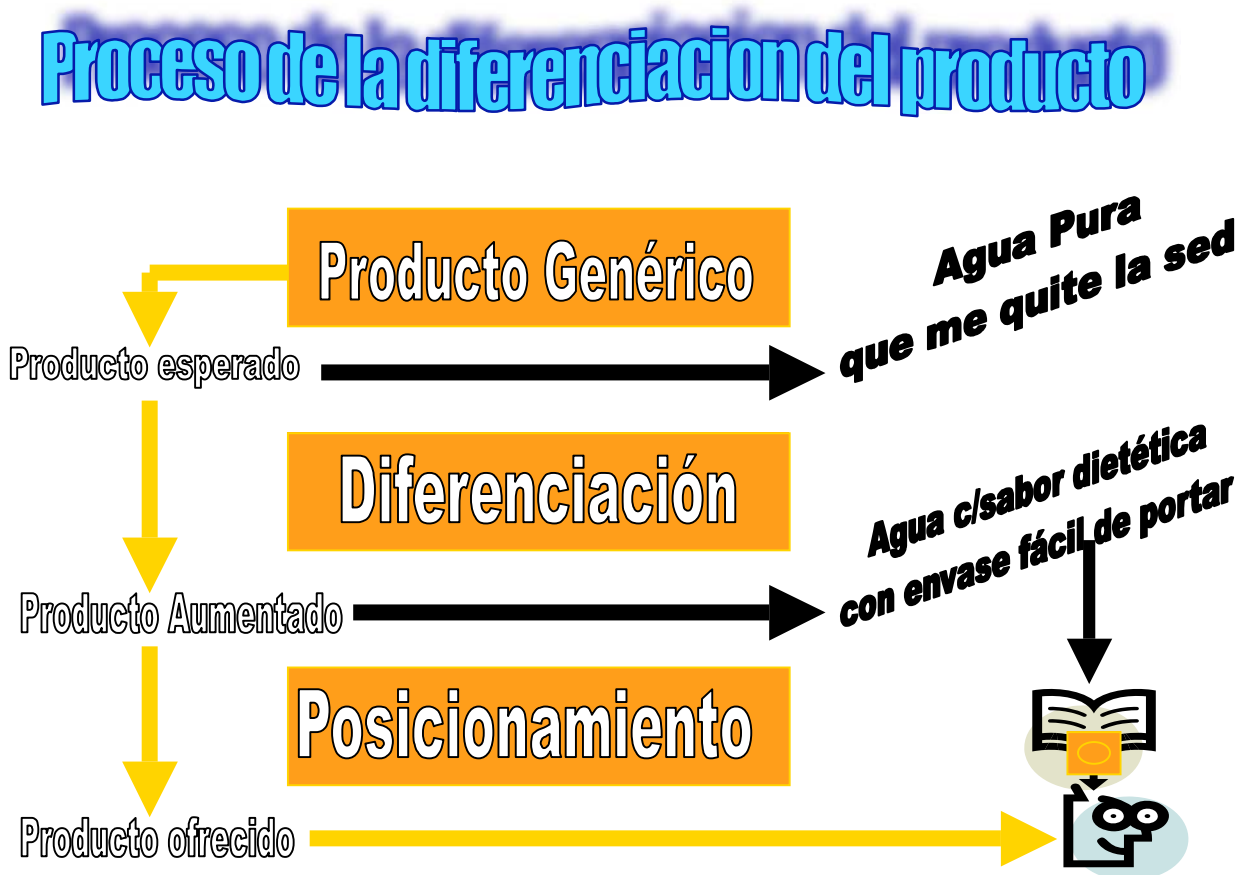 Proceso de la diferenciacion del producto
Producto Genérico
Agua Pura
que me quite la sed
Producto esperado
Diferenciación
Agua c/sabor dietética
con envase fácil de portar
Producto Aumentado
Posicionamiento
Producto ofrecido